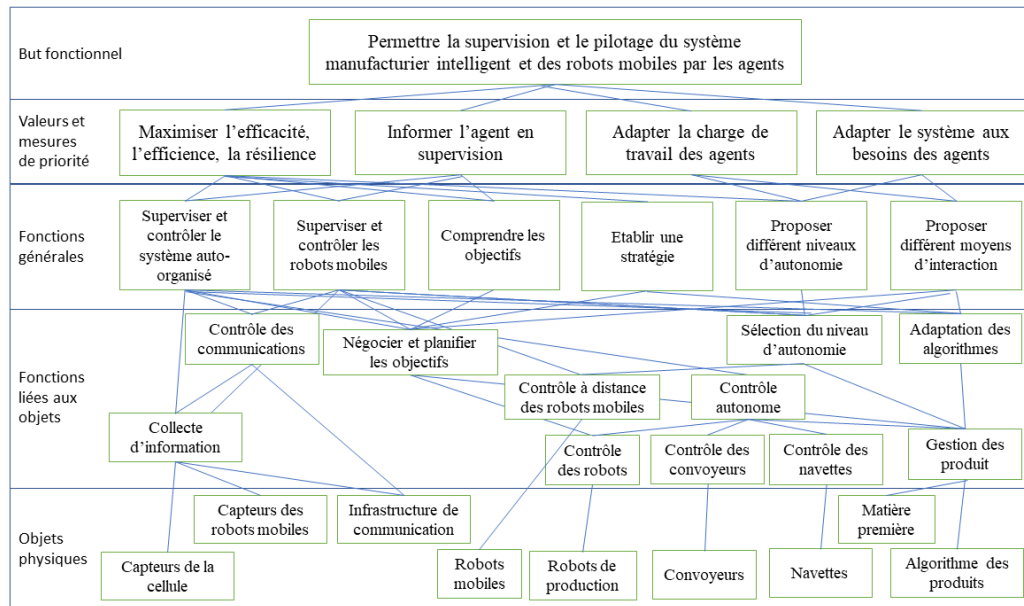 But fonctionnel
Permettre la supervision et le pilotage du système
manufacturier intelligent et des robots mobiles par les agents
Valeurs et
mesures
de priorité
Maximiser l'efficacité,
l'efficience, la résilience
Informer l'agent en
supervision
Adapter la charge de
travail des agents
Adapter le système aux
besoins des agents
Fonctions
générales
Superviser et
contrôler le
système auto-
organisé
Superviser et
contrôler les
robots mobiles
Comprendre les
objectifs
Etablir une
stratégie
Proposer
différent niveaux
d'autonomie
Proposer
différent moyens
d'interaction
Fonctions
liées aux
objets
Contrôle des
communications
Négocier et planifier
les objectifs
Sélection du niveau
d'autonomie
Adaptation des
algorithmes
Contrôle à distance
des robots mobiles
Contrôle
autonome
Collecte
d'information
Contrôle
des robots
Contrôle des
convoyeurs
Contrôle des
navettes
Gestion des
produit
Objets
physiques
Capteurs des
robots mobiles
Infrastructure de
communication
Matière
première
Capteurs de la
cellule
Robots
mobiles
Robots de
production
Convoyeurs
Navettes
Algorithme des
produits